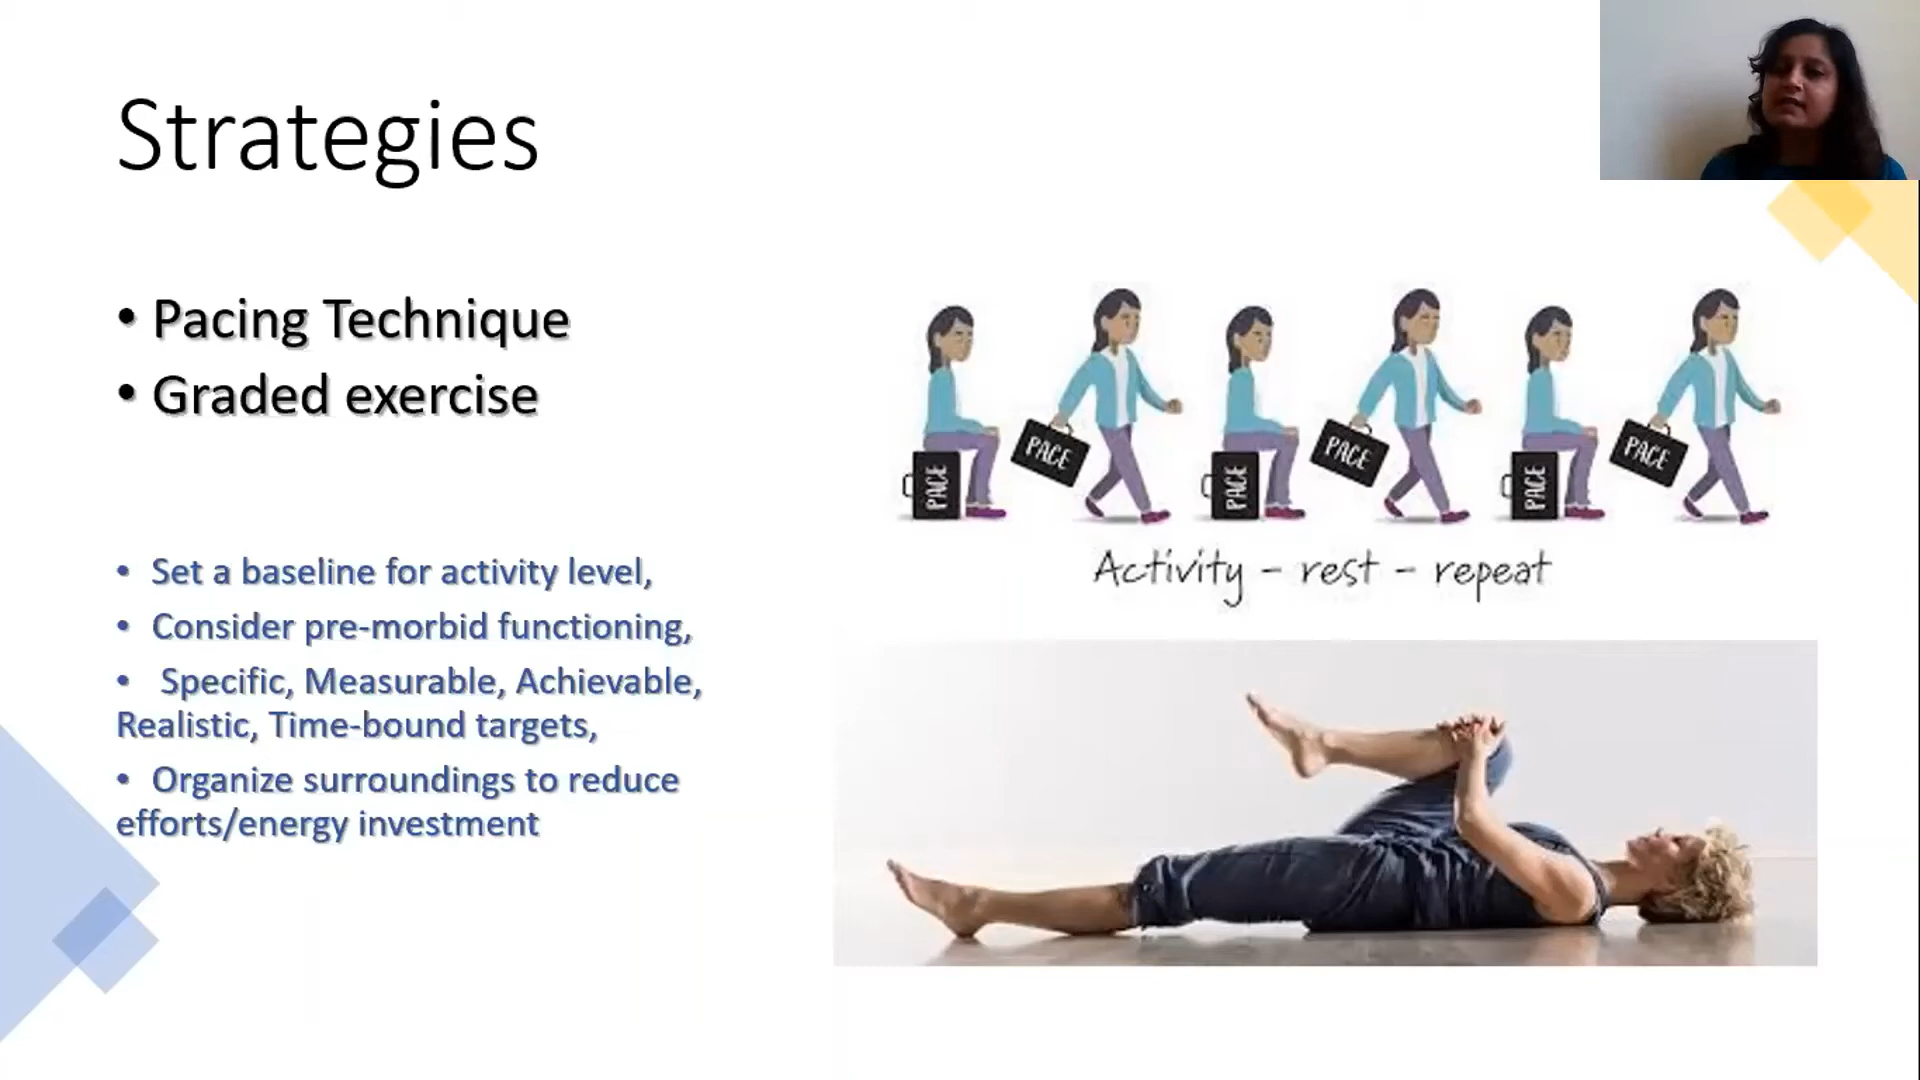 Strategies
• Pacing Technique
• Graded exercise
• Set a baseline for activity level,
• Consider pre-morbid functioning,
• Specific, Measurable, Achievable,
Realistic, Time-bound targets,
• Organize surroundings to reduce
efforts/energy investment
PACE
PACE
PACE
PACE
PACE
PACE
Activity - rest - repeat